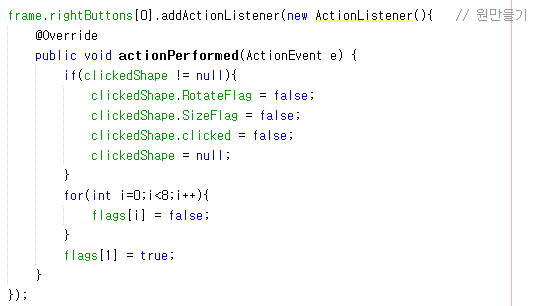 frame.rightButtons[0].addActionListener(new ActionListener(){   // 원만들기
    @Override
    public void actionPerformed(ActionEvent e) {
        if(clickedShape != null){
            clickedShape.RotateFlag = false;
            clickedShape.SizeFlag = false;
            clickedShape.clicked = false;
            clickedShape = null;
        }
        for(int i=0;i<8;i++){
            flags[i] = false;
        }
        flags[1] = true;
    }
});